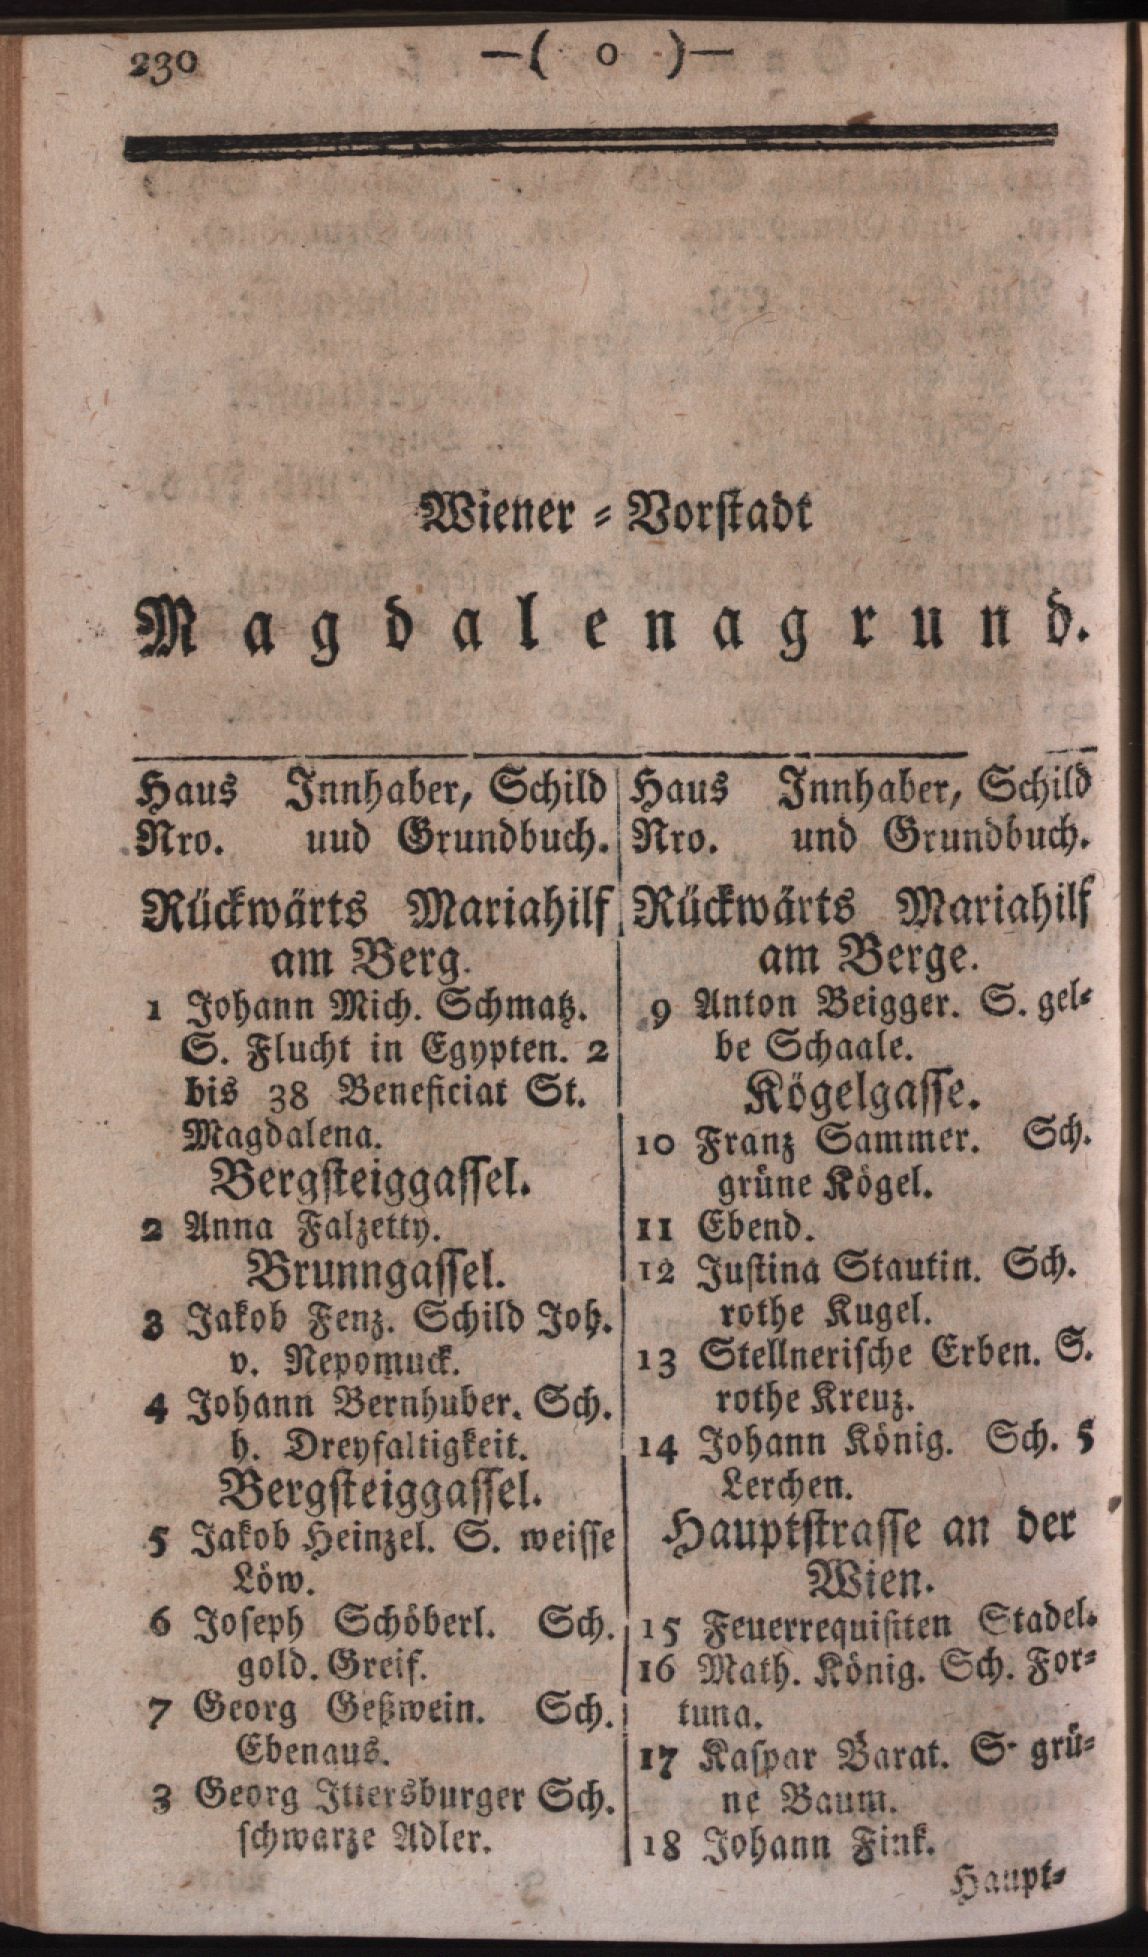 230 —( o )—
Wiener = Vorstadt
Magdalenagrund.
Haus Innhaber, Schild
Nro. uud Grundbuch.
Rückwärts Mariahilf
am Berg.
1 Johann Mich. Schmatz.
S. Flucht in Egypten. 2
bis 38 Beneficiat St.
Magdalena.
Bergsteiggassel.
2 Anna Falzetty.
Brunngassel.
3 Jakob Fenz. Schild Joh.
v. Nepomuck.
4 Johann Bernhuber. Sch.
h. Dreyfaltigkeit.
Bergsteiggassel.
5 Jakob Heinzel. S. weisse
Löw.
6 Joseph Schöberl. Sch.
gold. Greif.
7 Georg Geßwein. Sch.
Ebenaus.
3 Georg Ittersburger Sch.
schwarze Adler.
Haus Innhaber, Schild
Nro. und Grundbuch.
Rückwärts Mariahilf
am Berge.
9 Anton Beigger. S. gel=
be Schaale.
Kögelgasse.
10 Franz Sammer. Sch.
grüne Kögel.
11 Ebend.
12 Justina Stautin. Sch.
rothe Kugel.
13 Stellnerische Erben. S.
rothe Kreuz.
14 Johann König. Sch. 5
Lerchen.
Hauptstrasse an der
Wien.
15 Feuerrequisiten Stadel.
16 Math. König. Sch. For=
tuna.
17 Kaspar Barat. S. grü=
ne Baum.
18 Johann Fink.
Haupt=